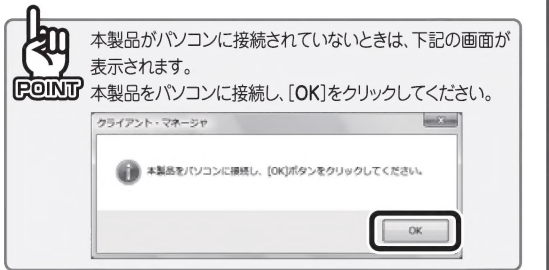 本製品がパソコンに接続されていないときは、下記の画面が
表示されます。
POINT
本製品をパソコンに接続し、[OK]をクリックしてください。
クライアント・マネージャ
本製品をパソコンに接続し、[OK]ボタンをクリックしてください。
OK